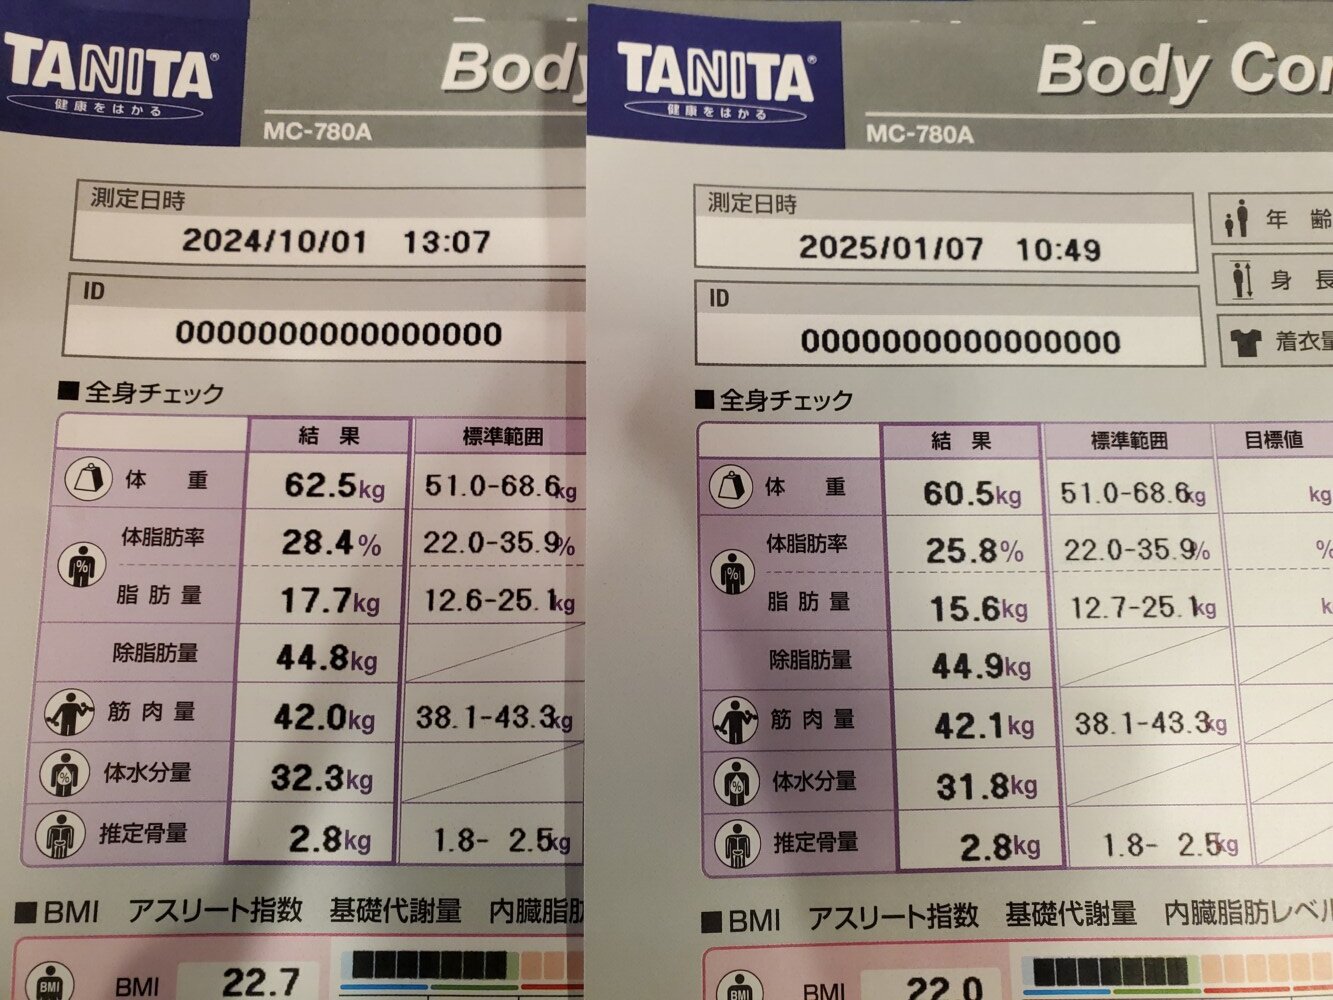 TANITA®
健康をはかる
Body
MC-780A
測定日時
2024/10/01 13:07
ID
0000000000000000
■全身チェック
結果 標準範囲
体重 62.5kg 51.0-68.6kg
体脂肪率 28.4% 22.0-35.9%
脂肪量 17.7kg 12.6-25.1kg
除脂肪量 44.8kg
筋肉量 42.0kg 38.1-43.3kg
体水分量 32.3kg
推定骨量 2.8kg 1.8- 2.5kg
■BMI アスリート指数 基礎代謝量 内臓脂肪
BMI BMI 22.7
TANITA®
健康をはかる
Body Cor
MC-780A
測定日時
2025/01/07 10:49
年齢
ID
身長
0000000000000000
着衣量
■全身チェック
結果 標準範囲 目標値
体重 60.5kg 51.0-68.6kg kg
体脂肪率 25.8% 22.0-35.9% %
脂肪量 15.6kg 12.7-25.1kg k
除脂肪量 44.9kg
筋肉量 42.1kg 38.1-43.3kg
体水分量 31.8kg
推定骨量 2.8kg 1.8- 2.5kg
■BMI アスリート指数 基礎代謝量 内臓脂肪レベル
BMI BMI 22.0